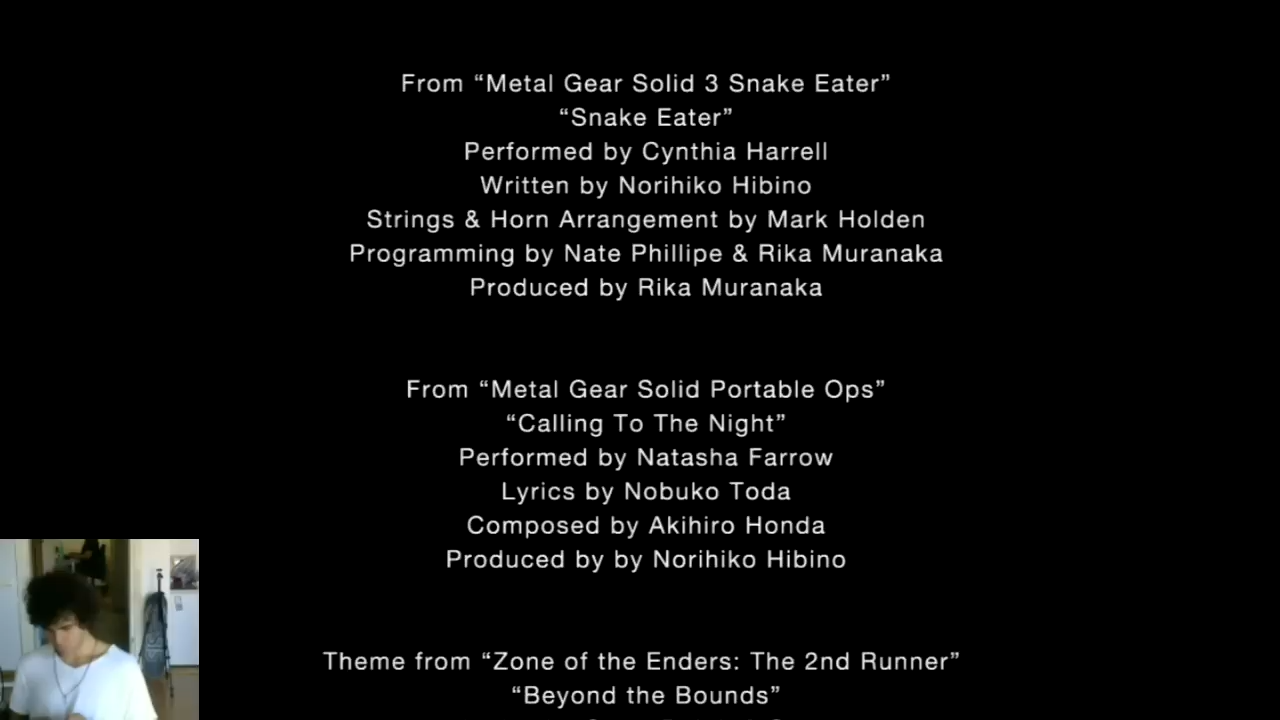 From “Metal Gear Solid 3 Snake Eater”
“Snake Eater”
Performed by Cynthia Harrell
Written by Norihiko Hibino
Strings & Horn Arrangement by Mark Holden
Programming by Nate Phillipe & Rika Muranaka
Produced by Rika Muranaka
From “Metal Gear Solid Portable Ops”
“Calling To The Night”
Performed by Natasha Farrow
Lyrics by Nobuko Toda
Composed by Akihiro Honda
Produced by by Norihiko Hibino
Theme from “Zone of the Enders: The 2nd Runner”
“Beyond the Bounds”